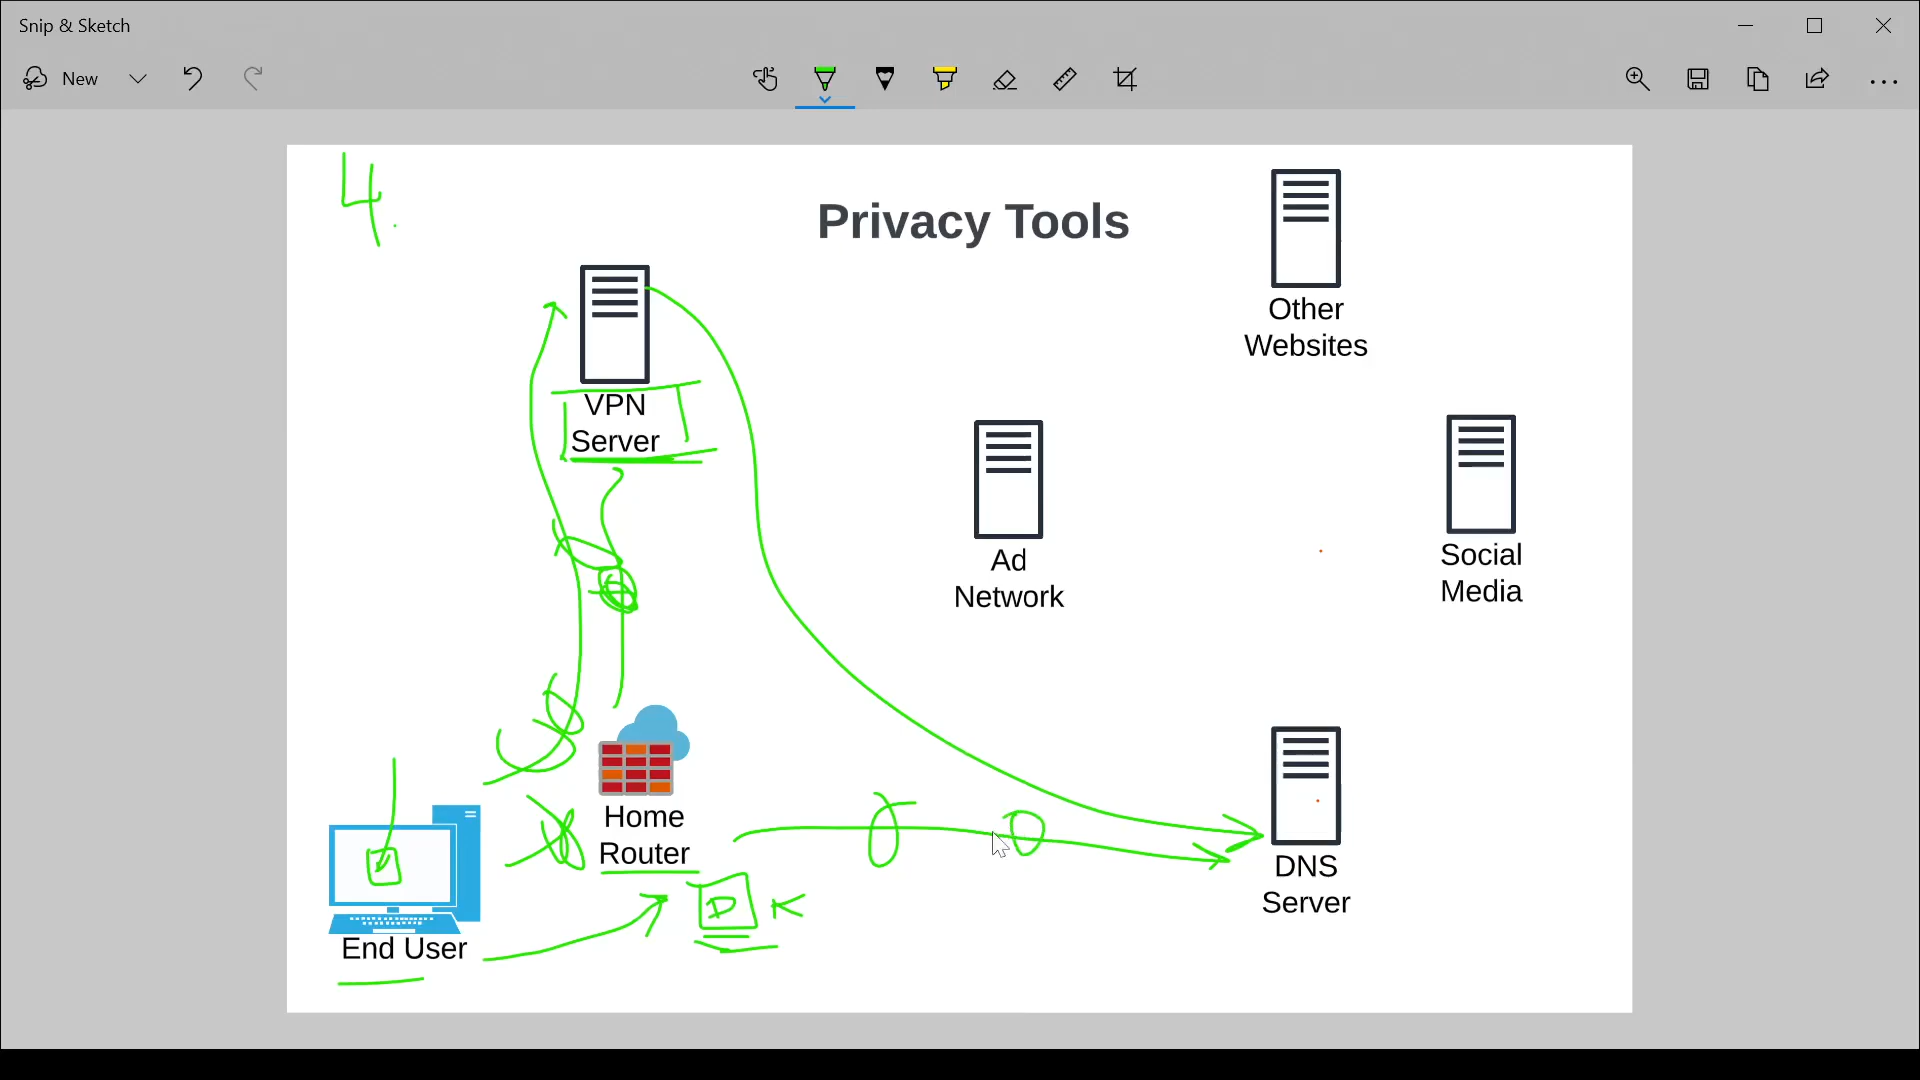 Snip & Sketch
New
4.
Privacy Tools
Other
Websites
VPN
Server
Ad
Network
Social
Media
Home
Router
DNS
Server
D K
End User